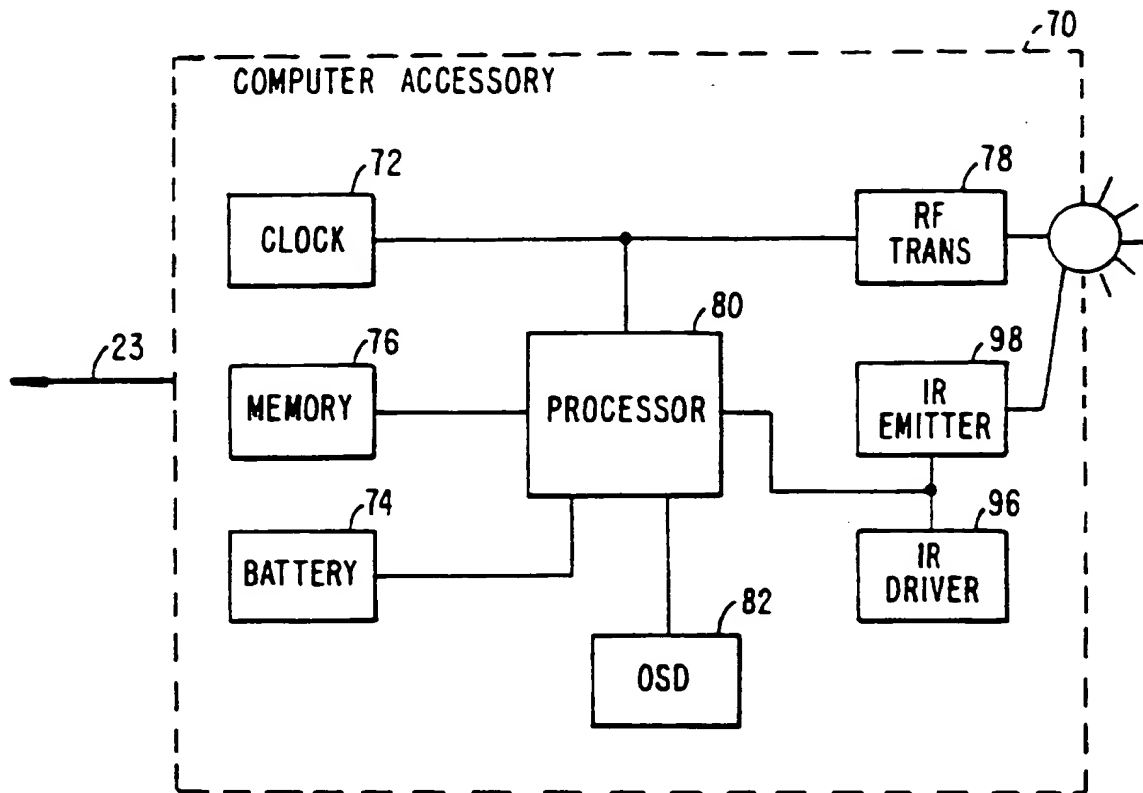 70
COMPUTER ACCESSORY
72
CLOCK
78
RF
TRANS
23
76
MEMORY
80
PROCESSOR
98
IR
EMITTER
74
BATTERY
96
IR
DRIVER
82
OSD